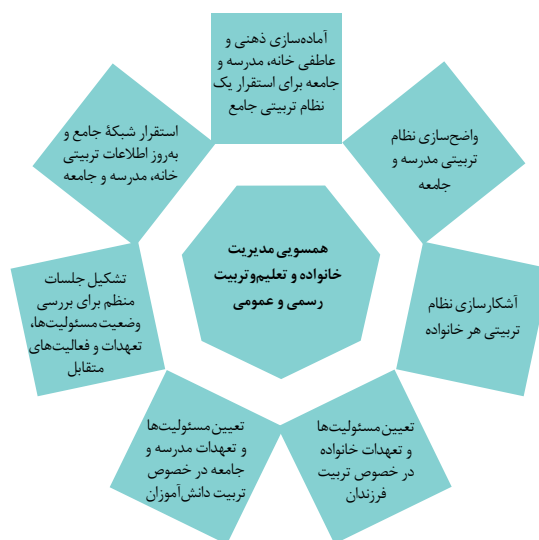 آماده‌سازی ذهنی و
عاطفی خانه، مدرسه و
جامعه برای استقرار یک
نظام تربیتی جامع
واضح‌سازی نظام
تربیتی مدرسه و
جامعه
آشکارسازی نظام
تربیتی هر خانواده
تعیین مسئولیت‌ها
و تعهدات خانواده
در خصوص تربیت
فرزندان
تعیین مسئولیت‌ها
و تعهدات مدرسه و
جامعه در خصوص
تربیت دانش‌آموزان
تشکیل جلسات
منظم برای بررسی
وضعیت مسئولیت‌ها،
تعهدات و فعالیت‌های
متقابل
استقرار شبکهٔ جامع و
به‌روز اطلاعات تربیتی
خانه، مدرسه و جامعه
همسویی مدیریت
خانواده و تعلیم‌وتربیت
رسمی و عمومی